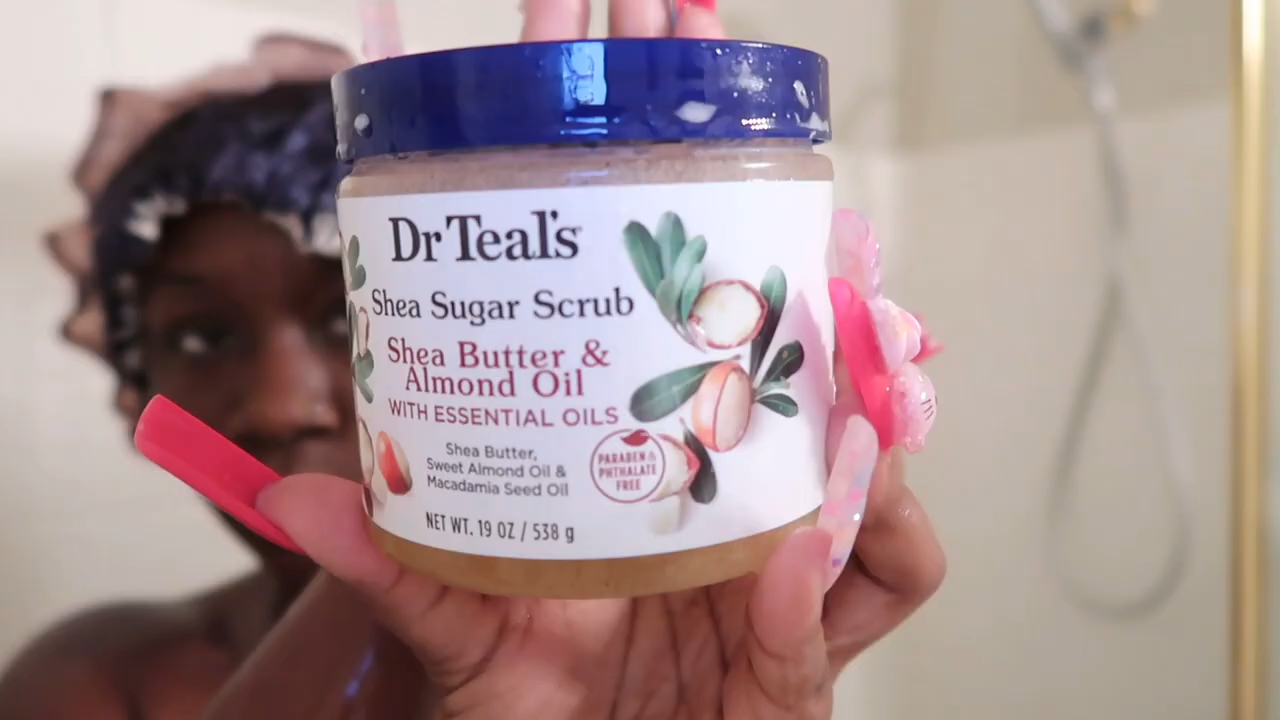 Dr Teal's
Shea Sugar Scrub
Shea Butter &
Almond Oil
WITH ESSENTIAL OILS
Shea Butter,
Sweet Almond Oil &
Macadamia Seed Oil
PARABEN &
PHTHALATE
FREE
NET WT. 19 OZ / 538 g